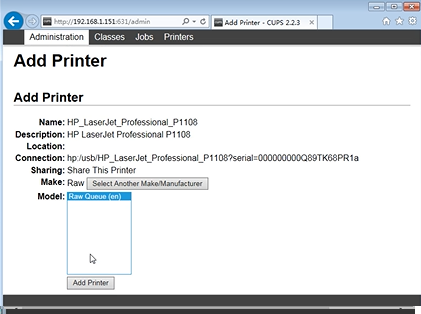 http://192.168.1.151:631/admin
Add Printer - CUPS 2.2.3
Administration Classes Jobs Printers
Add Printer
Add Printer
Name: HP_LaserJet_Professional_P1108
Description: HP LaserJet Professional P1108
Location:
Connection: hp:/usb/HP_LaserJet_Professional_P1108?serial=000000000Q89TK68PR1a
Sharing: Share This Printer
Make: Raw Select Another Make/Manufacturer
Model: Raw Queue (en)
Add Printer